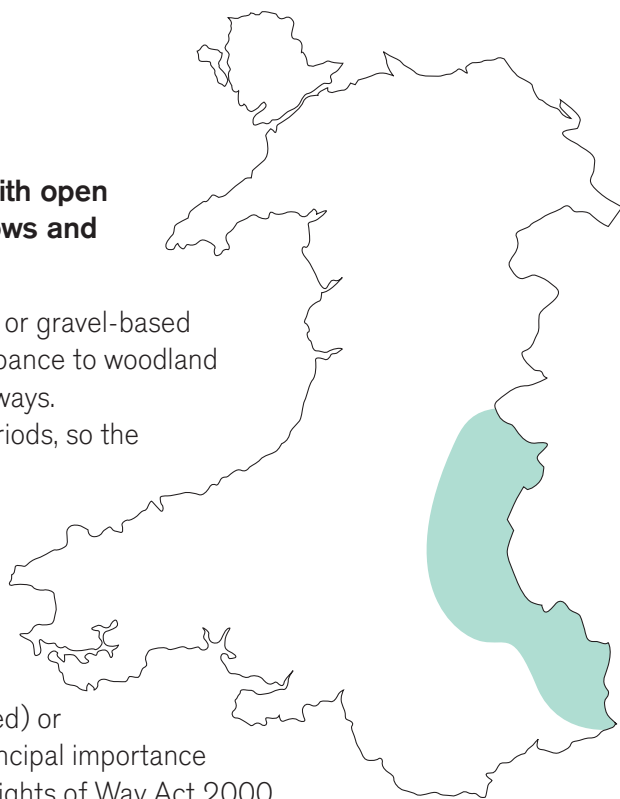 ith open
ows and
or gravel-based
bance to woodland
ways.
riods, so the
ed) or
ncipal importance
ights of Way Act 2000